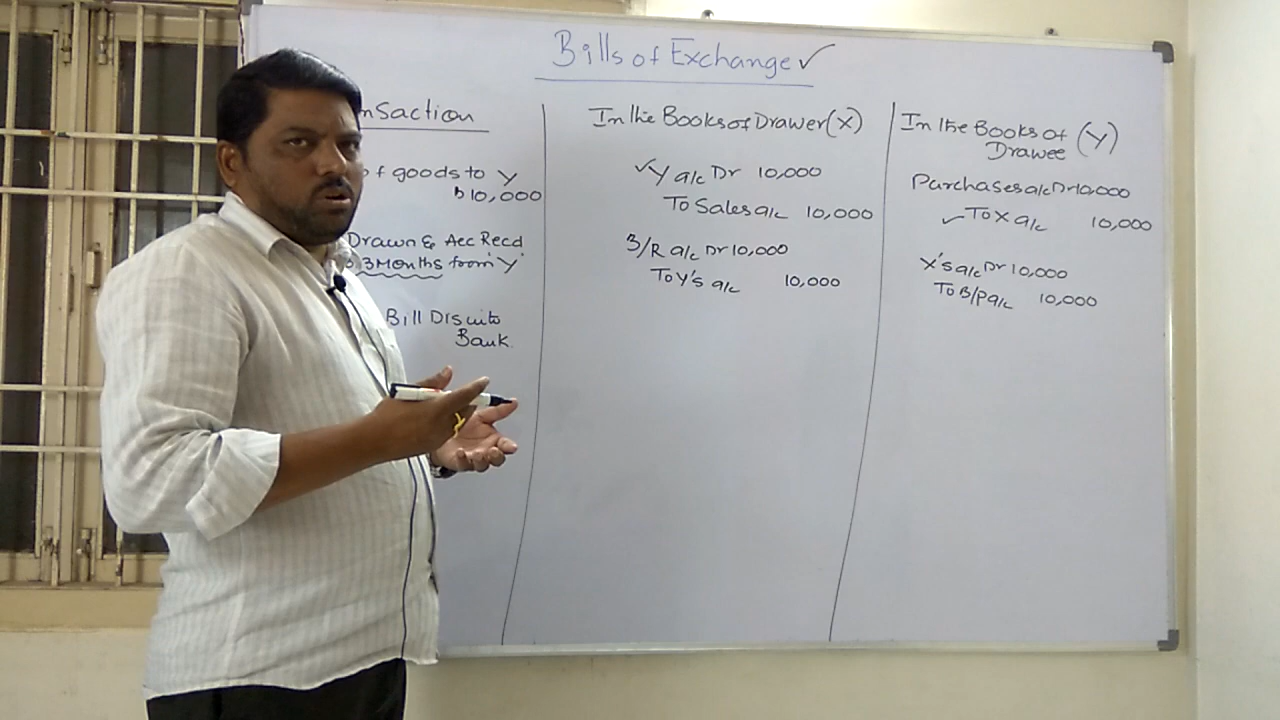 Bills of Exchange ✓
nsaction
of goods to Y
10,000
Drawn & Acc Recd
3 Months from 'Y'
Bill Discuito
Bank.
In the Books of Drawer (X)
✓ Y a/c Dr 10,000
To Sales a/c 10,000
B/R a/c Dr 10,000
To Y's a/c 10,000
In the Books of (Y)
Drawee
Purchases a/c Dr 10,000
✓ To X a/c 10,000
X's a/c Dr 10,000
To B/P a/c 10,000